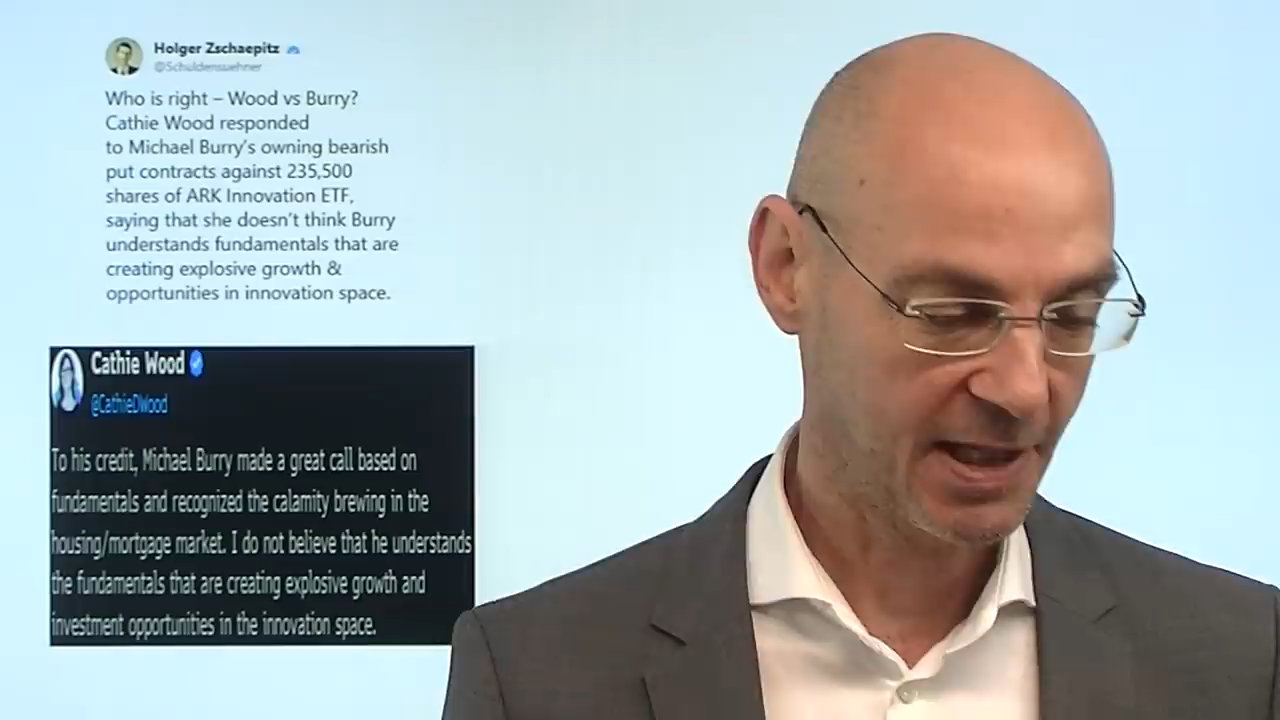 Holger Zschaepitz
@Schuldensuehner
Who is right – Wood vs Burry?
Cathie Wood responded
to Michael Burry's owning bearish
put contracts against 235,500
shares of ARK Innovation ETF,
saying that she doesn't think Burry
understands fundamentals that are
creating explosive growth &
opportunities in innovation space.
Cathie Wood
@CathieDWood
To his credit, Michael Burry made a great call based on
fundamentals and recognized the calamity brewing in the
housing/mortgage market. I do not believe that he understands
the fundamentals that are creating explosive growth and
investment opportunities in the innovation space.